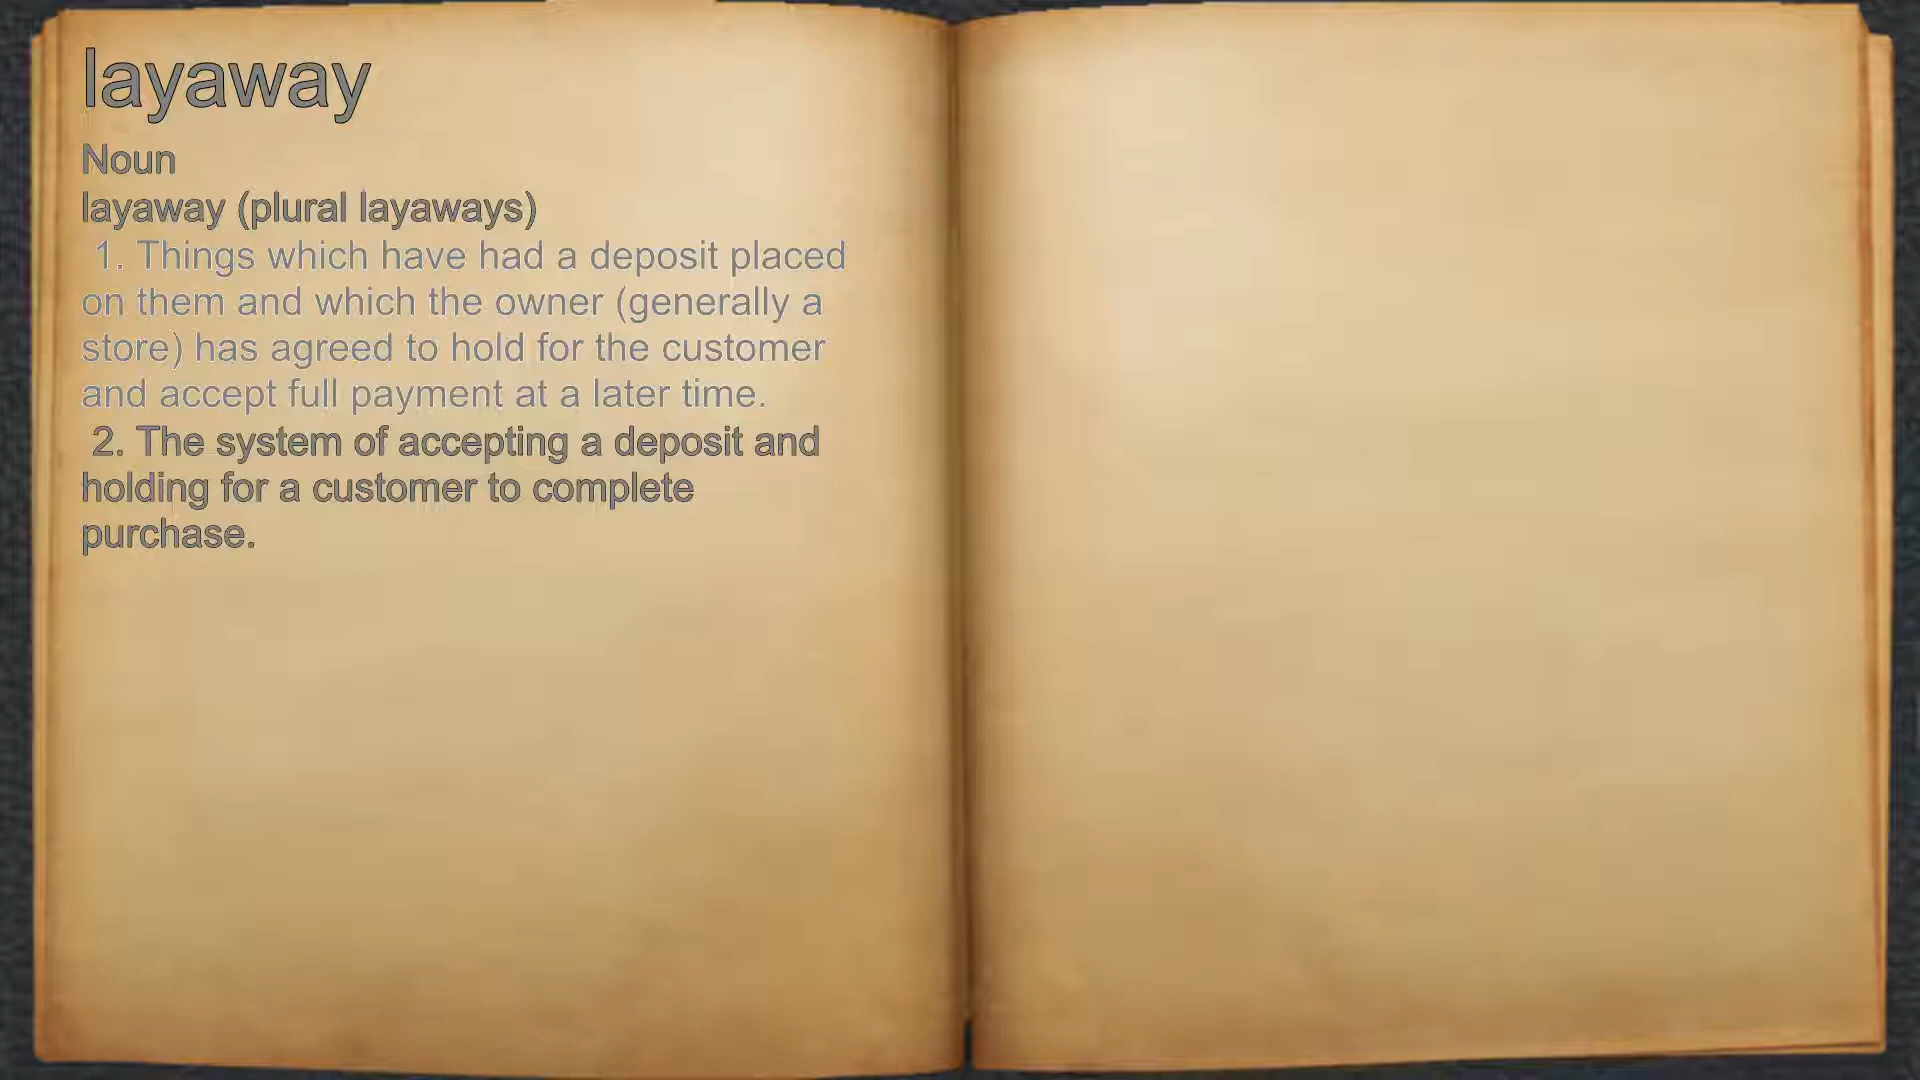 layaway
Noun
layaway (plural layaways)
1. Things which have had a deposit placed
on them and which the owner (generally a
store) has agreed to hold for the customer
and accept full payment at a later time.
2. The system of accepting a deposit and
holding for a customer to complete
purchase.